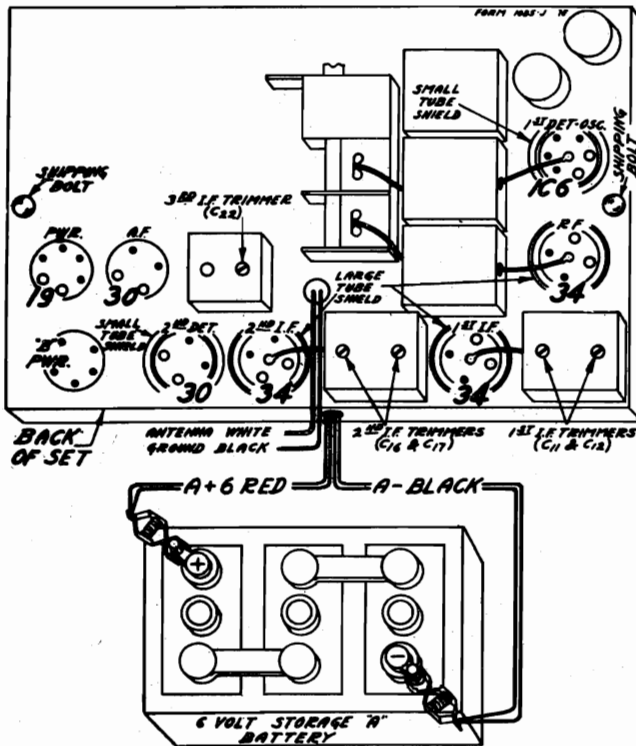 FORM 1085-J
SMALL
TUBE
SHIELD
1ST DET-OSC.
1C6
SHIPPING
BOLT
SHIPPING
BOLT
3RD I.F. TRIMMER
(C22)
PWR.
19
A.F.
30
R.F.
34
LARGE
TUBE
SHIELD
"B"
PWR.
SMALL
TUBE
SHIELD
2ND DET.
30
2ND I.F.
34
1ST I.F.
34
BACK
OF SET
ANTENNA WHITE
GROUND BLACK
2ND I.F. TRIMMERS
(C16 & C17)
1ST I.F. TRIMMERS
(C11 & C12)
A+6 RED
A-BLACK
+
-
6 VOLT STORAGE "A"
BATTERY